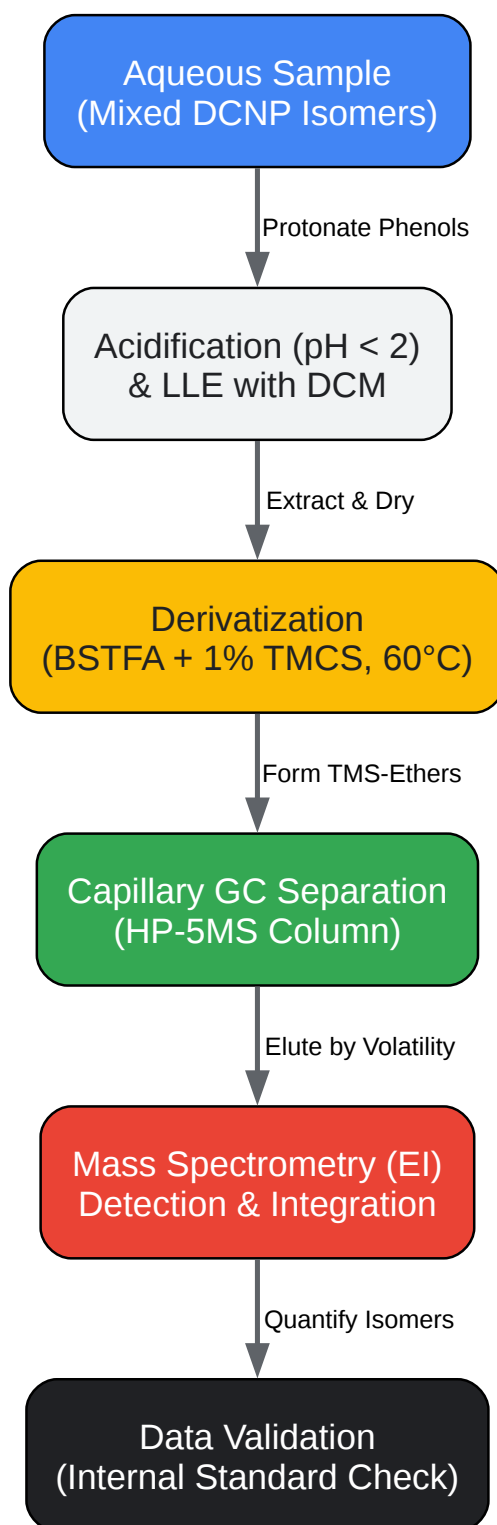 Aqueous Sample
(Mixed DCNP Isomers)
Protonate Phenols
Acidification (pH < 2)
& LLE with DCM
Extract & Dry
Derivatization
(BSTFA + 1% TMCS, 60°C)
Form TMS-Ethers
Capillary GC Separation
(HP-5MS Column)
Elute by Volatility
Mass Spectrometry (EI)
Detection & Integration
Quantify Isomers
Data Validation
(Internal Standard Check)